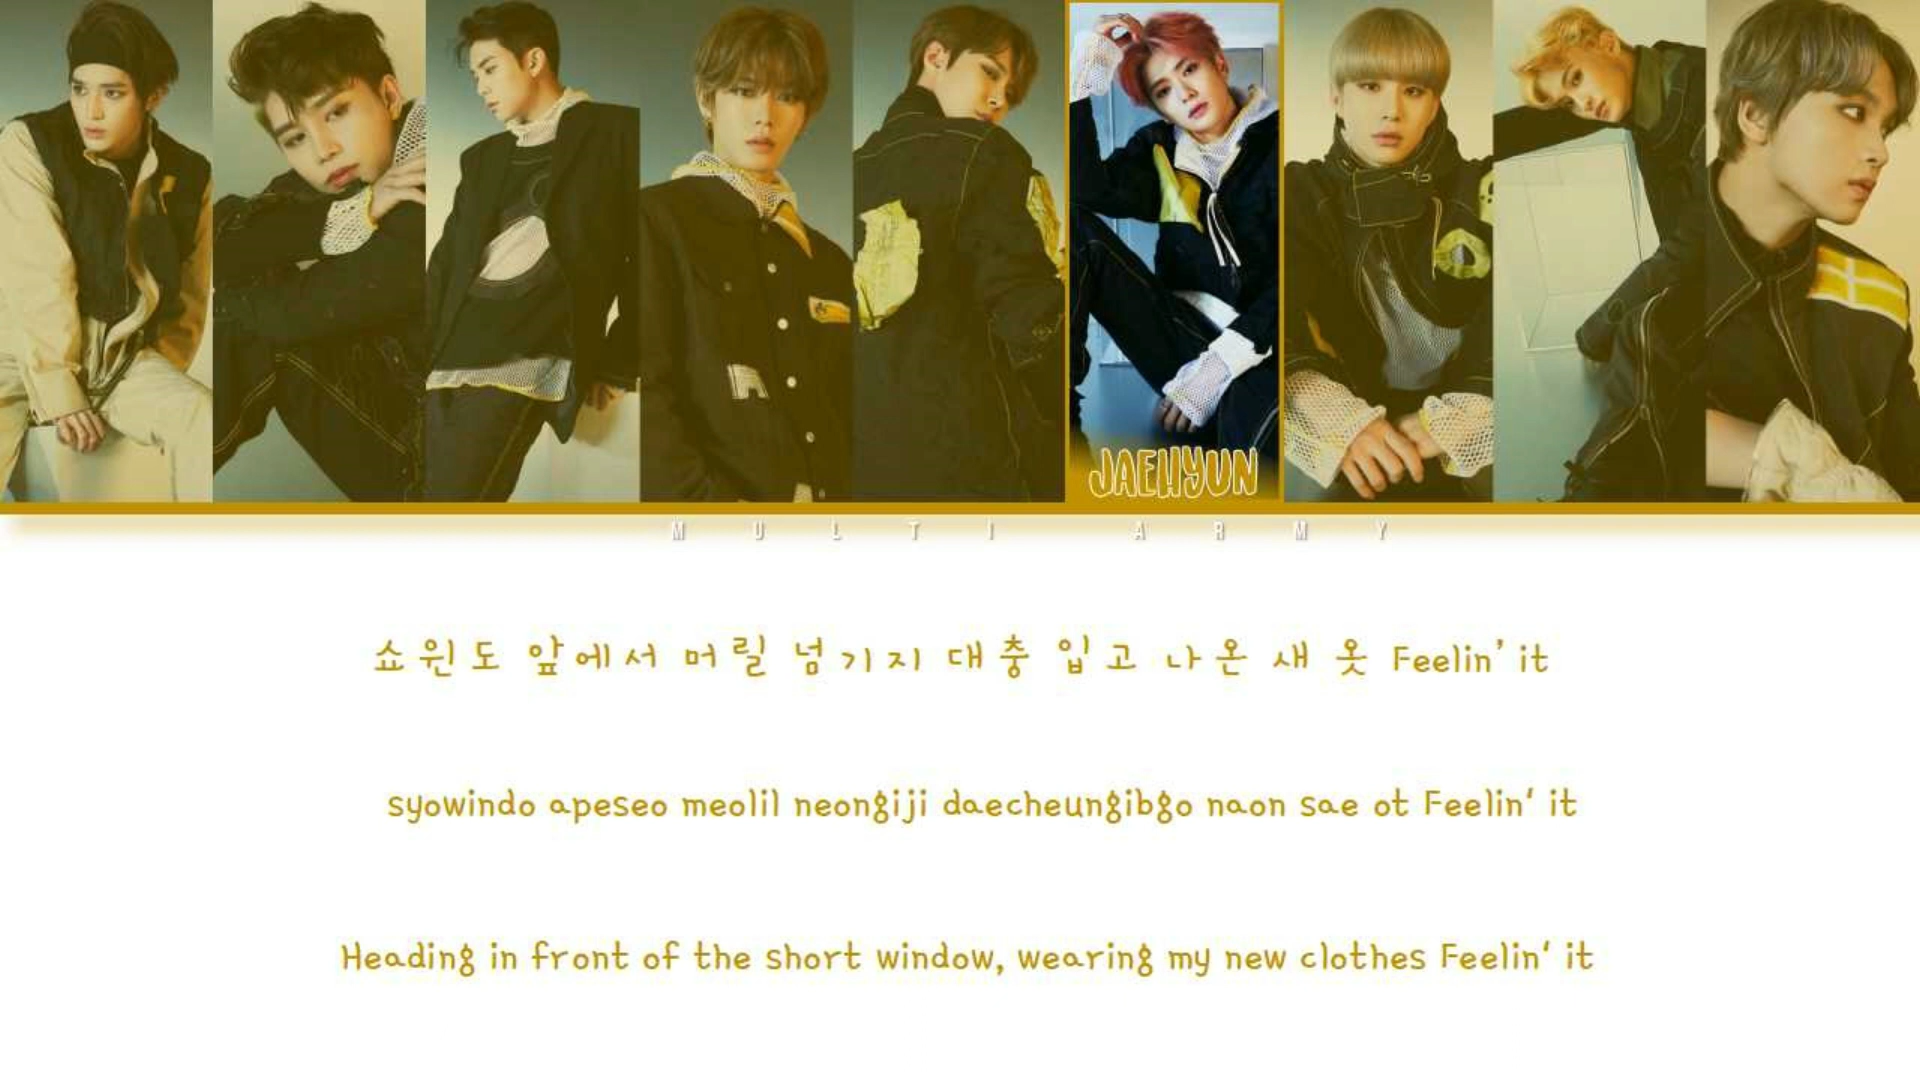 JAEHYUN
MULTI ARMY
쇼윈도 앞에서 머릴 넘기지 대충 입고 나온 새 옷 Feelin' it
syowindo apeseo meolil neongiji daecheungibgo naon sae ot Feelin' it
Heading in front of the short window, wearing my new clothes Feelin' it